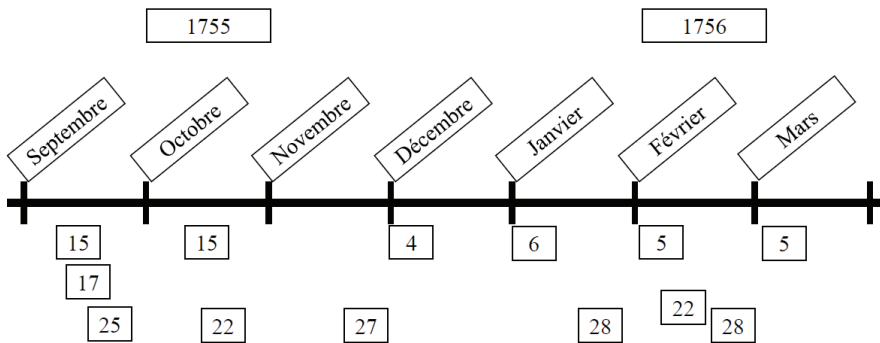 1755 1756
Septembre Octobre Novembre Décembre Janvier Février Mars
15 15 4 6 5 5
17
25 22 27 28 22 28